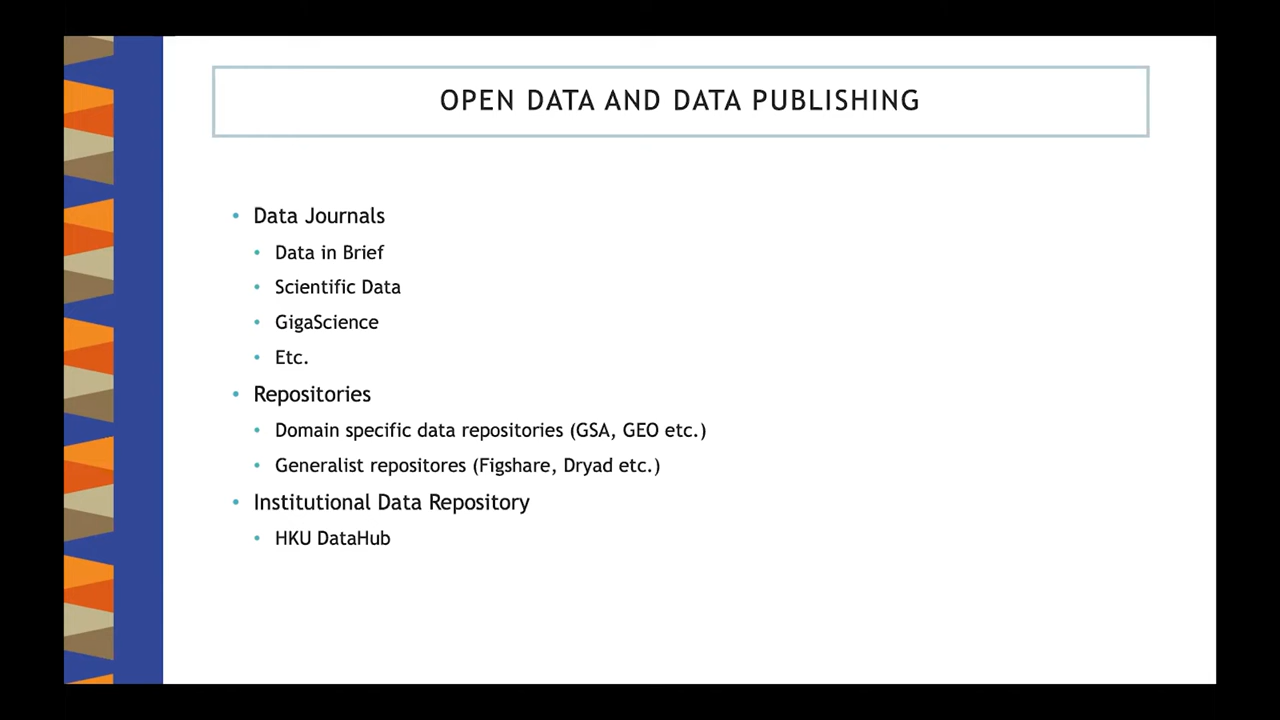 OPEN DATA AND DATA PUBLISHING
• Data Journals
• Data in Brief
• Scientific Data
• GigaScience
• Etc.
• Repositories
• Domain specific data repositories (GSA, GEO etc.)
• Generalist repositores (Figshare, Dryad etc.)
• Institutional Data Repository
• HKU DataHub